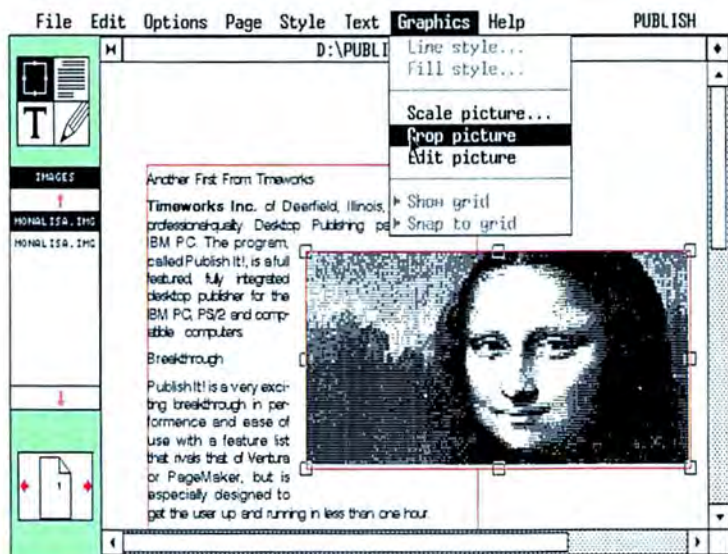 File Edit Options Page Style Text Graphics Help PUBLISH
D:\PUBLI
Line style...
Fill style...
Scale picture...
Crop picture
Edit picture
Show grid
Snap to grid
T
IMAGES
MONALISA.IMG
MONALISA.IMG
1
Another First From Timeworks
Timeworks Inc. of Deerfield, Illinois,
professional-quality Desktop Publishing pa
IBM PC. The program,
called Publish It!, is a full
featured, fully integrated
desktop publisher for the
IBM PC, PS/2 and comp-
atible computers
Breakthrough
Publish It! is a very exci-
ting breakthrough in per-
formence and ease of
use with a feature list
that rivals that of Ventura
or PageMaker, but is
especially designed to
get the user up and running in less than one hour.